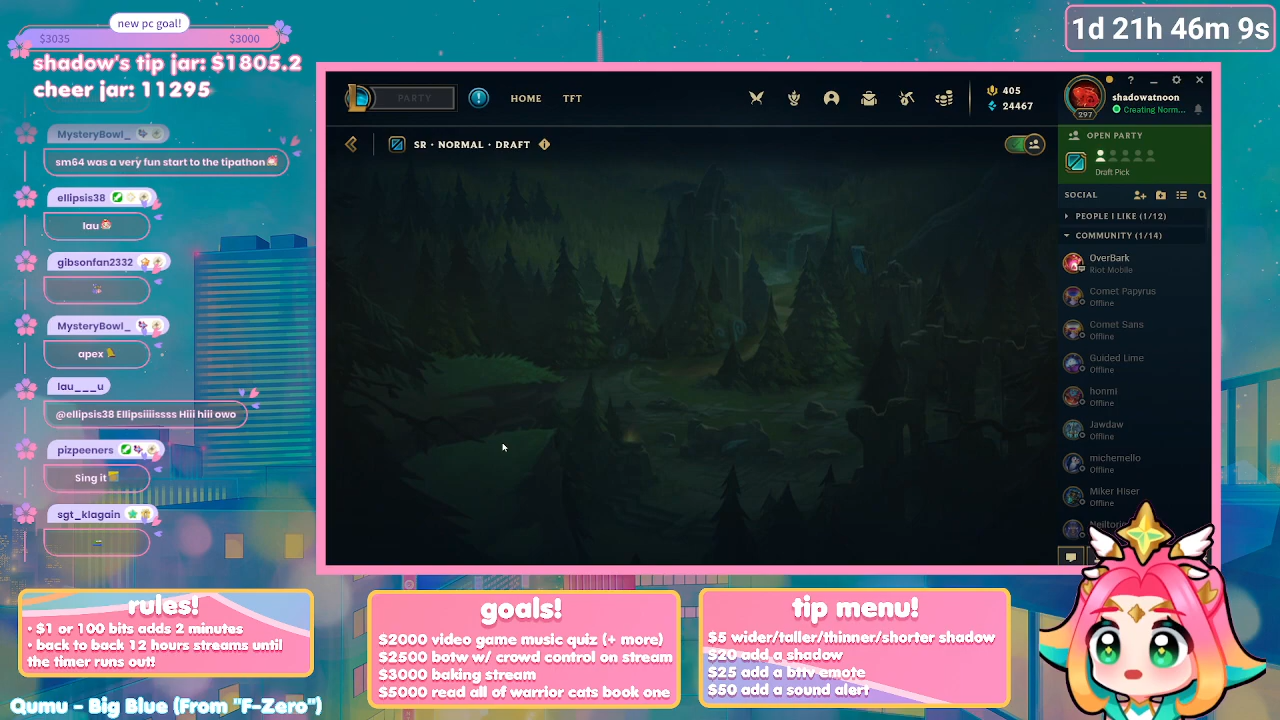 new pc goal!
$3035
$3000
shadow's tip jar: $1805.2
cheer jar: 11295
MysteryBowl_
sm64 was a very fun start to the tipathon
ellipsis38
lau
gibsonfan2332
MysteryBowl_
apex
lau___u
@ellipsis38 Ellipsiiiissss Hiii hiii owo
pizpeeners
Sing it
sgt_klagain
1d 21h 46m 9s
PARTY
HOME
TFT
405
24467
297
shadowatnoon
Creating Norm...
SR • NORMAL • DRAFT
OPEN PARTY
Draft Pick
SOCIAL
PEOPLE I LIKE (1/12)
COMMUNITY (1/14)
OverBark
Riot Mobile
Comet Papyrus
Offline
Comet Sans
Offline
Guided Lime
Offline
honmi
Offline
Jawdaw
Offline
michemello
Offline
Miker Hiser
Offline
rules!
• $1 or 100 bits adds 2 minutes
• back to back 12 hours streams until
the timer runs out!
goals!
$2000 video game music quiz (+ more)
$2500 botw w/ crowd control on stream
$3000 baking stream
$5000 read all of warrior cats book one
tip menu!
$5 wider/taller/thinner/shorter shadow
$20 add a shadow
$25 add a bttv emote
$50 add a sound alert
Qumu - Big Blue (From "F-Zero")